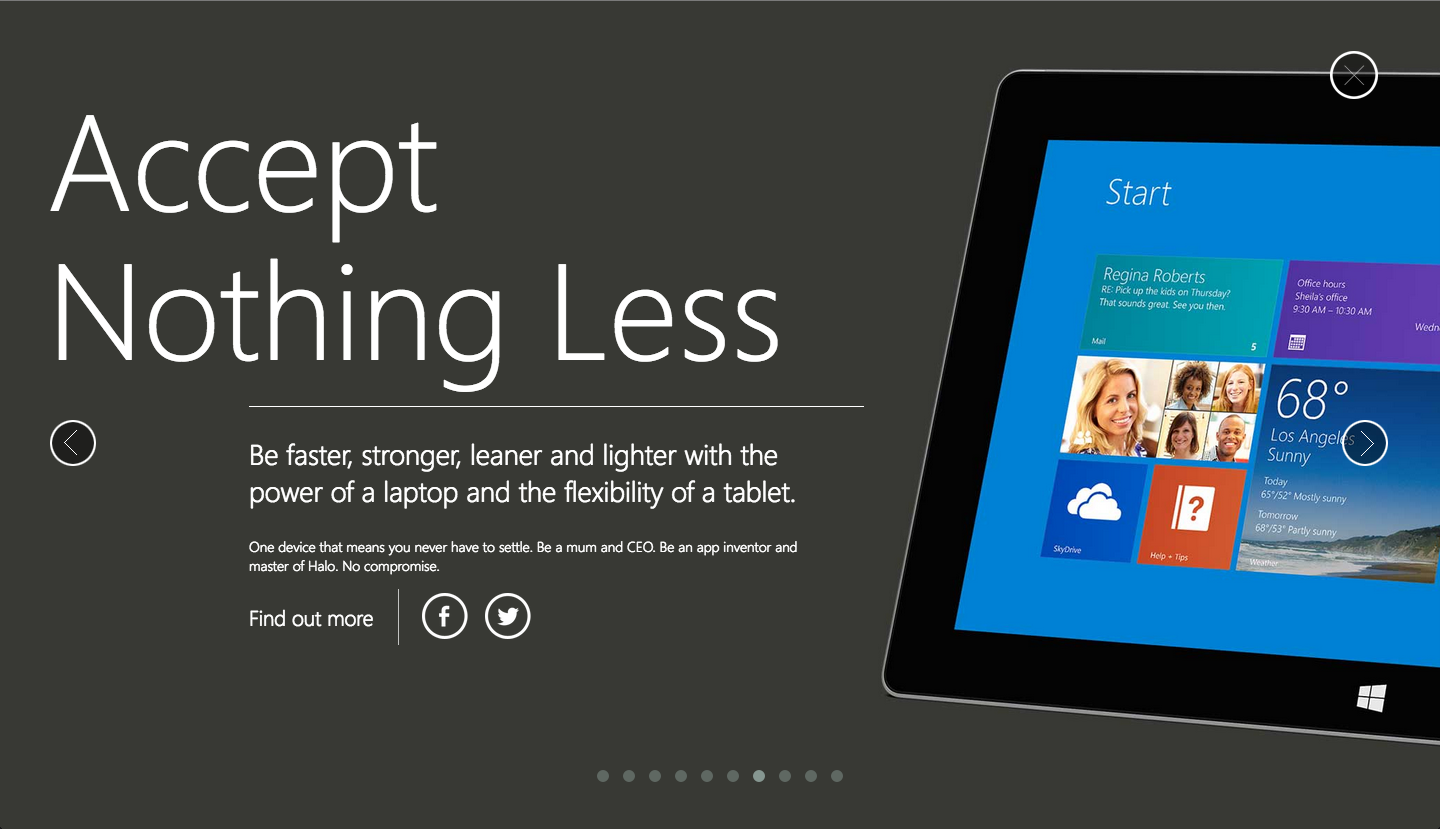 Accept
Nothing Less
Be faster, stronger, leaner and lighter with the
power of a laptop and the flexibility of a tablet.
One device that means you never have to settle. Be a mum and CEO. Be an app inventor and
master of Halo. No compromise.
Find out more
Start
Regina Roberts
RE: Pick up the kids on Thursday?
That sounds great. See you then.
Mail
5
Office hours
Sheila's office
9:30 AM – 10:30 AM
68°
Los Angeles
Sunny
Today
65°/52° Mostly sunny
Tomorrow
68°/53° Partly sunny
Weather
SkyDrive
Help + Tips